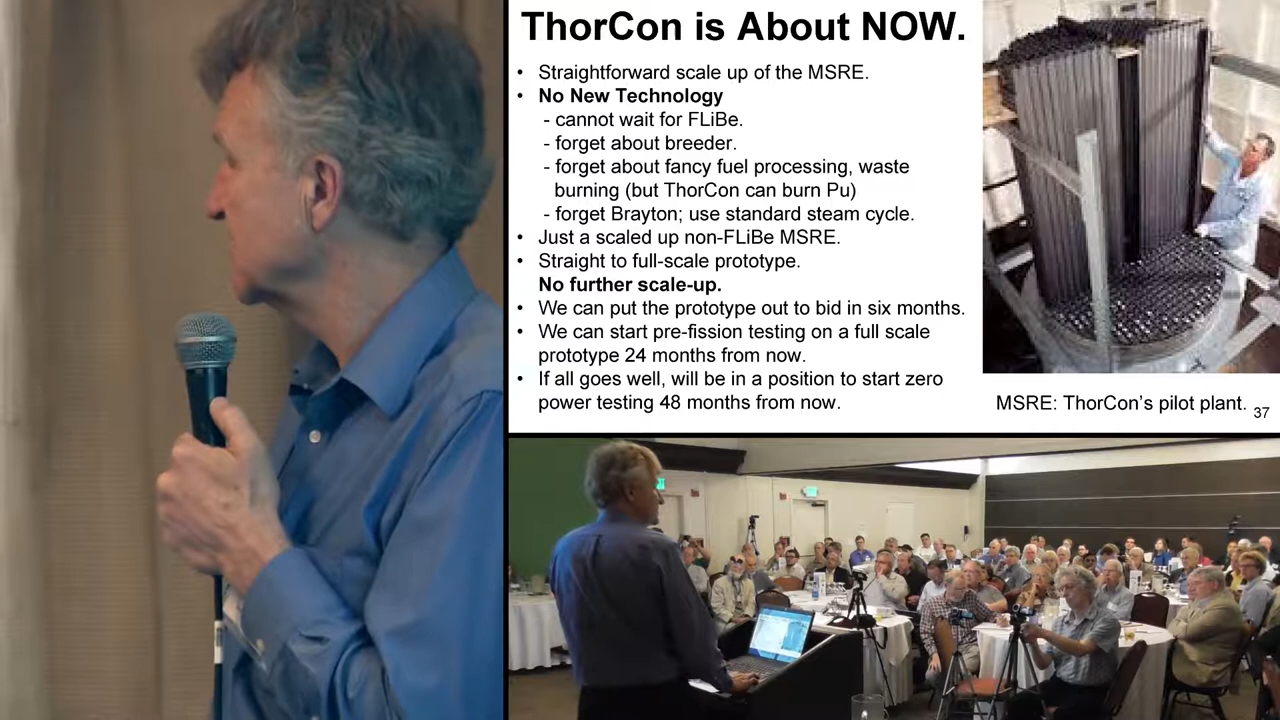 ThorCon is About NOW.
• Straightforward scale up of the MSRE.
• No New Technology
- cannot wait for FLiBe.
- forget about breeder.
- forget about fancy fuel processing, waste
burning (but ThorCon can burn Pu)
- forget Brayton; use standard steam cycle.
• Just a scaled up non-FLiBe MSRE.
• Straight to full-scale prototype.
No further scale-up.
• We can put the prototype out to bid in six months.
• We can start pre-fission testing on a full scale
prototype 24 months from now.
• If all goes well, will be in a position to start zero
power testing 48 months from now.
MSRE: ThorCon's pilot plant.
37